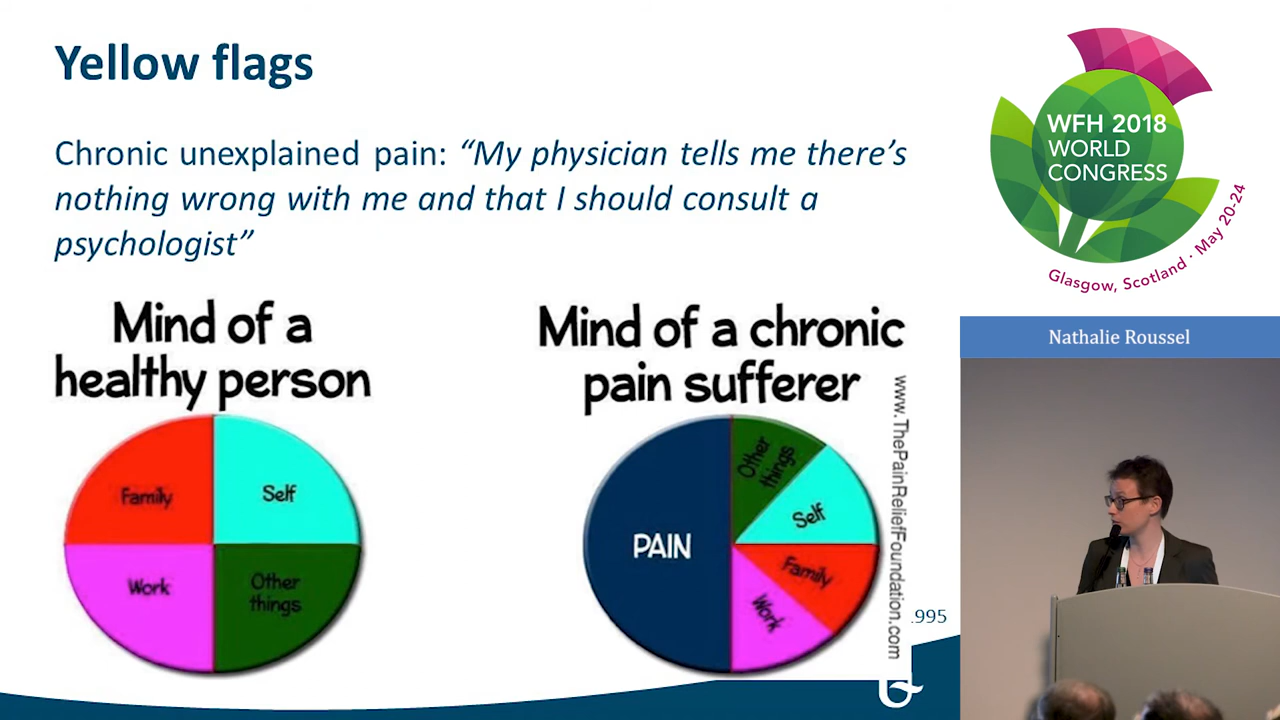 Yellow flags
Chronic unexplained pain: “My physician tells me there’s
nothing wrong with me and that I should consult a
psychologist”
Mind of a
healthy person
Family
Self
Work
Other
things
Mind of a chronic
pain sufferer
PAIN
Other
things
Self
Family
Work
www.ThePainReliefFoundation.com
.995
WFH 2018
WORLD
CONGRESS
Glasgow, Scotland · May 20-24
Nathalie Roussel